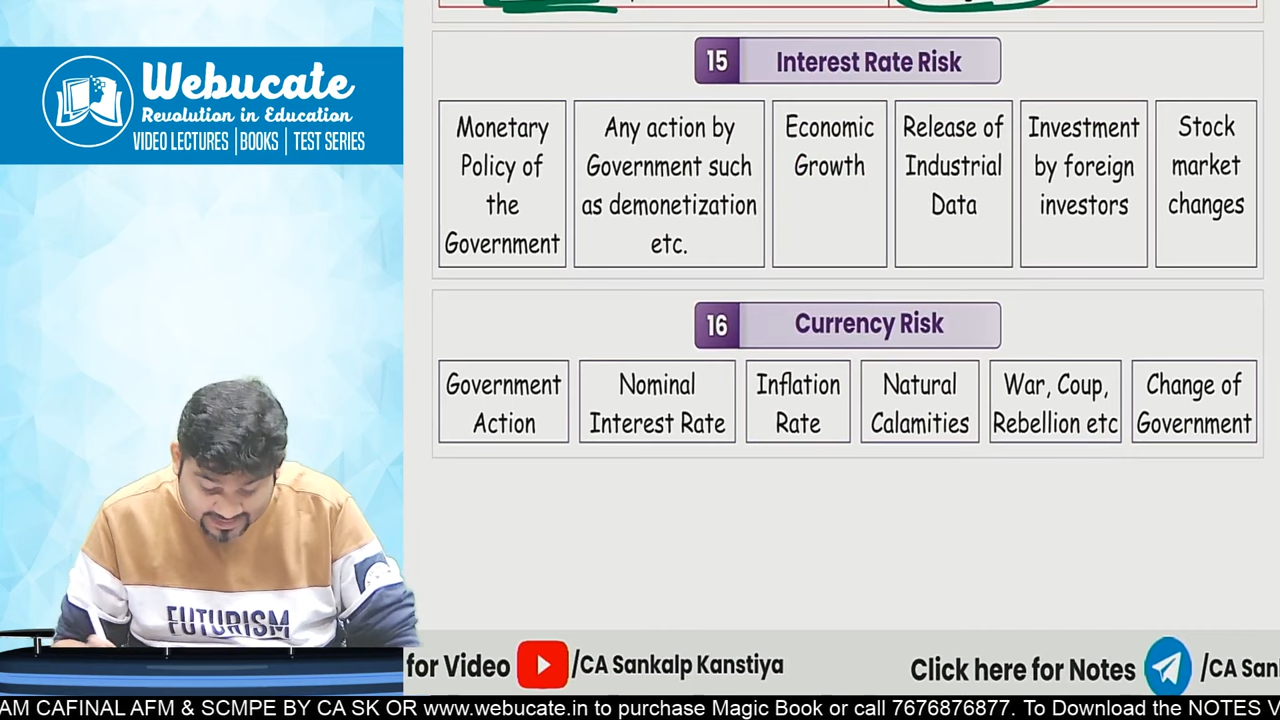 Webucate
Revolution in Education
VIDEO LECTURES | BOOKS | TEST SERIES
15 Interest Rate Risk
Monetary
Policy of
the
Government
Any action by
Government such
as demonetization
etc.
Economic
Growth
Release of
Industrial
Data
Investment
by foreign
investors
Stock
market
changes
16 Currency Risk
Government
Action
Nominal
Interest Rate
Inflation
Rate
Natural
Calamities
War, Coup,
Rebellion etc
Change of
Government
FUTURISM
for Video /CA Sankalp Kanstiya
Click here for Notes /CA San
AM CAFINAL AFM & SCMPE BY CA SK OR www.webucate.in to purchase Magic Book or call 7676876877. To Download the NOTES V